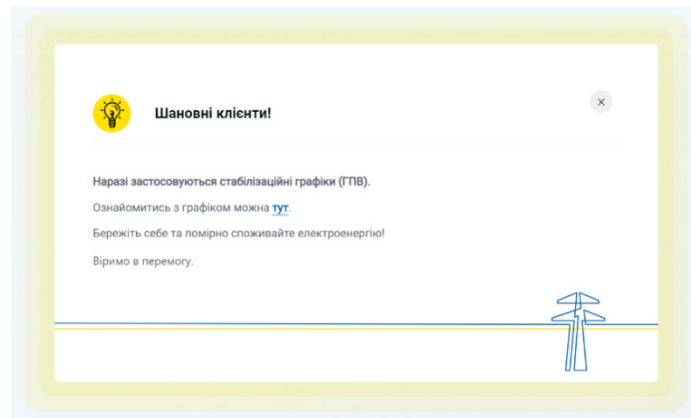 Шановні клієнти!
Наразі застосовуються стабілізаційні графіки (ГПВ).
Ознайомитись з графіком можна тут.
Бережіть себе та помірно споживайте електроенергію!
Віримо в перемогу.